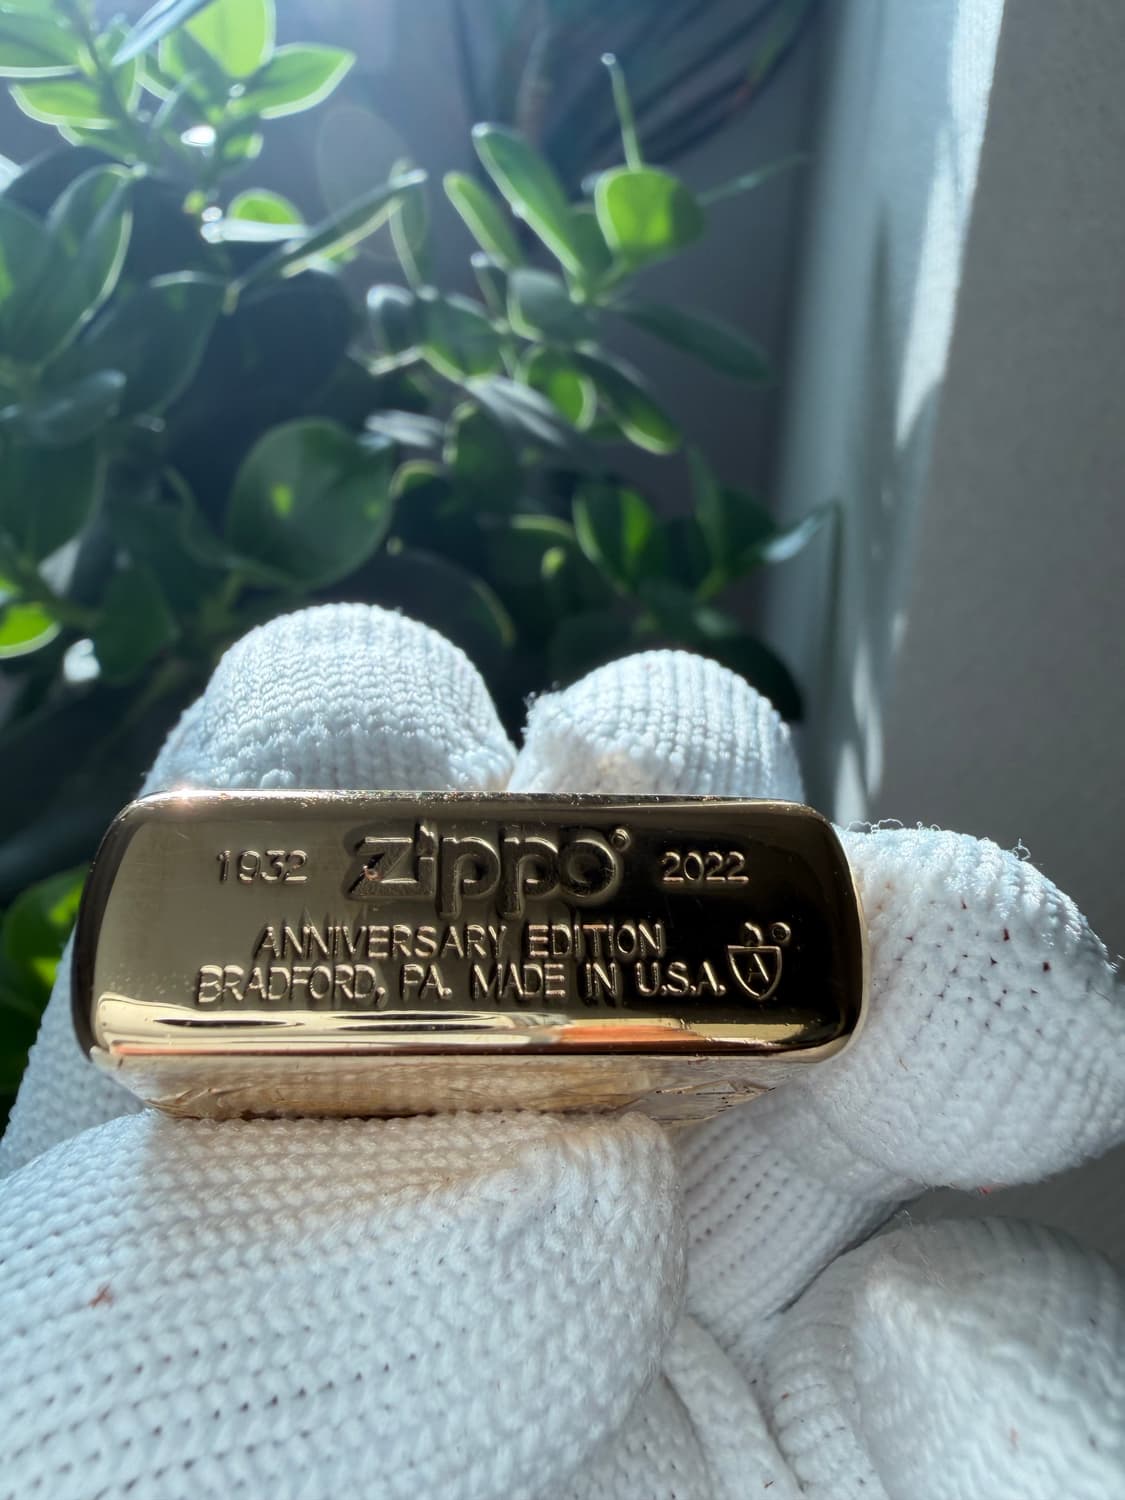 1932 Zippo® 2022
ANNIVERSARY EDITION
BRADFORD, PA. MADE IN U.S.A. A®